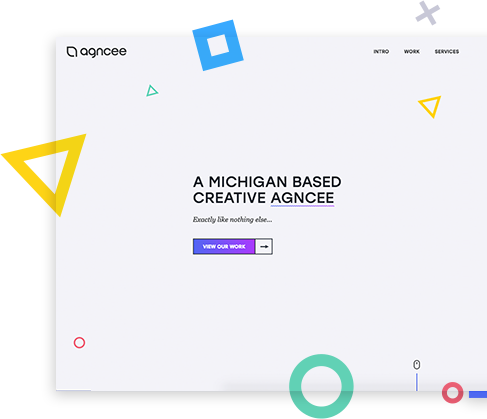 agncee
INTRO WORK SERVICES
A MICHIGAN BASED
CREATIVE AGNCEE
Exactly like nothing else...
VIEW OUR WORK